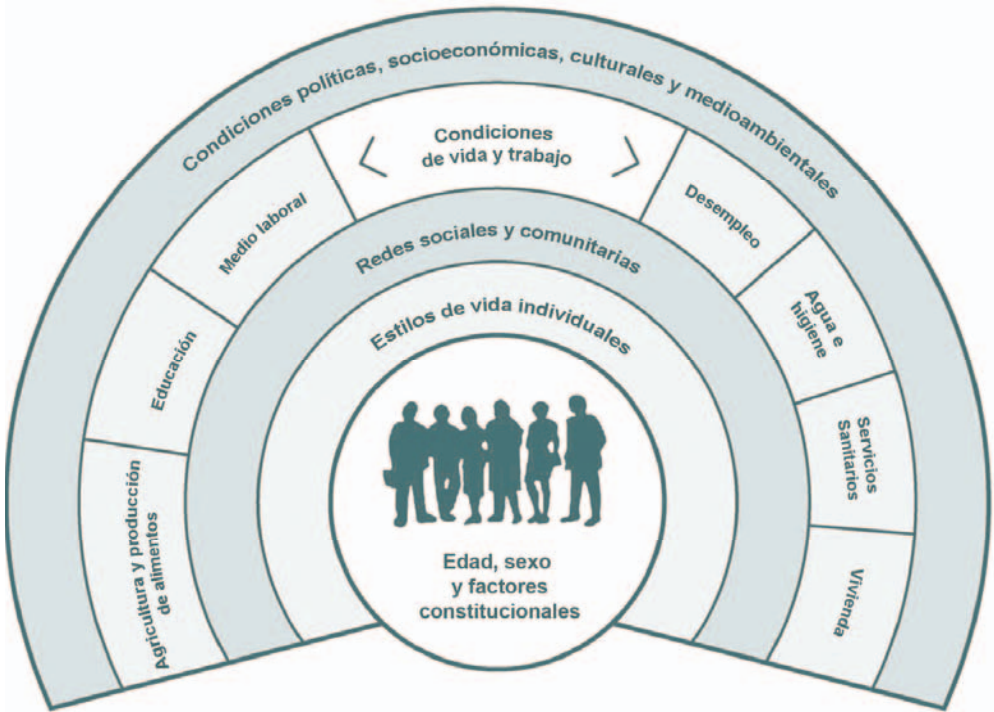 Condiciones políticas, socioeconómicas, culturales y medioambientales
Condiciones
de vida y trabajo
Medio laboral
Educación
Agricultura y producción
de alimentos
Desempleo
Agua e
higiene
Servicios
Sanitarios
Vivienda
Redes sociales y comunitarias
Estilos de vida individuales
Edad, sexo
y factores
constitucionales